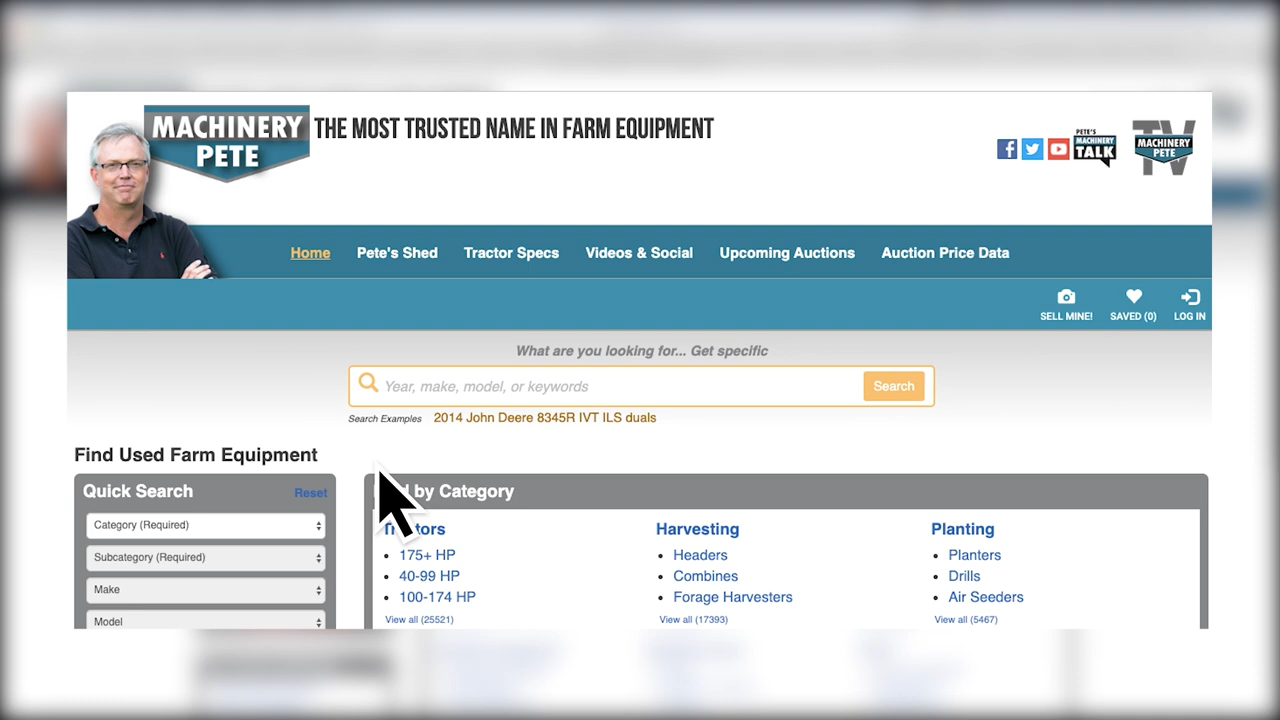 MACHINERY
PETE
THE MOST TRUSTED NAME IN FARM EQUIPMENT
PETE'S
MACHINERY
TALK
TV
MACHINERY
PETE
Home Pete's Shed Tractor Specs Videos & Social Upcoming Auctions Auction Price Data
SELL MINE! SAVED (0) LOG IN
What are you looking for... Get specific
Year, make, model, or keywords Search
Search Examples 2014 John Deere 8345R IVT ILS duals
Find Used Farm Equipment
Quick Search Reset
Category (Required)
Subcategory (Required)
Make
Model
by Category
Tractors
175+ HP
40-99 HP
100-174 HP
View all (25521)
Harvesting
Headers
Combines
Forage Harvesters
View all (17393)
Planting
Planters
Drills
Air Seeders
View all (5467)